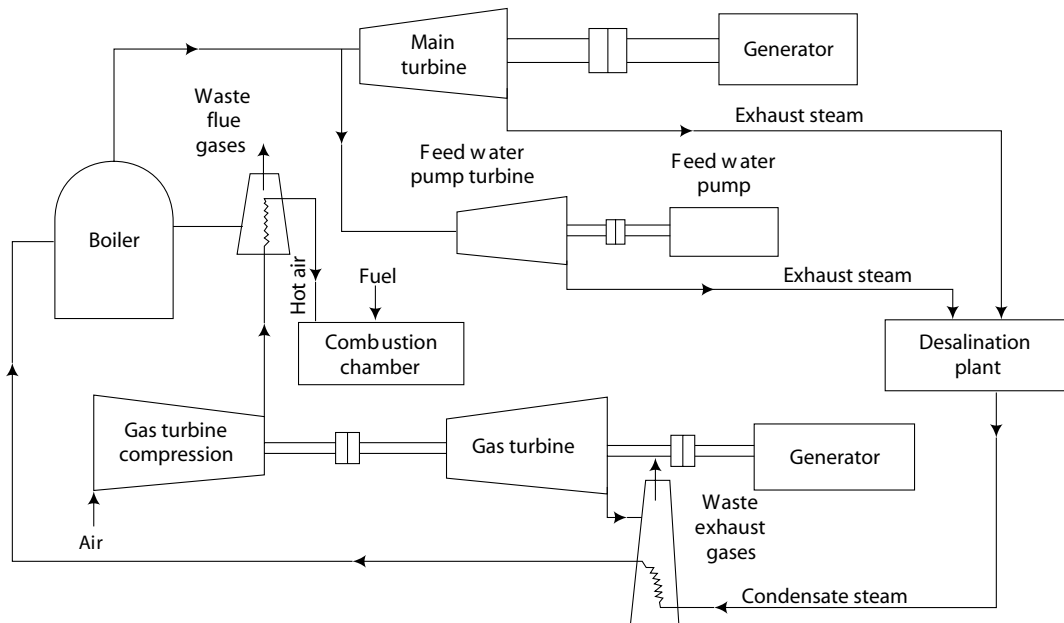 Main
turbine
Generator
Waste
flue
gases
Exhaust steam
Feed water
pump turbine
Feed water
pump
Boiler
Hot air
Fuel
Exhaust steam
Combustion
chamber
Desalination
plant
Gas turbine
compression
Gas turbine
Generator
Air
Waste
exhaust
gases
Condensate steam